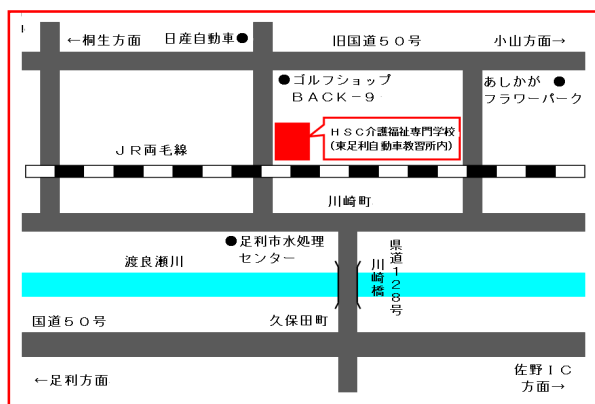 ←桐生方面
日産自動車●
旧国道50号
小山方面→
●ゴルフショップ
BACK-9
あしかが ●
フラワーパーク
HSC介護福祉専門学校
(東足利自動車教習所内)
JR両毛線
川崎町
●足利市水処理
センター
県道128号
川崎橋
渡良瀬川
国道50号
久保田町
←足利方面
佐野IC
方面→